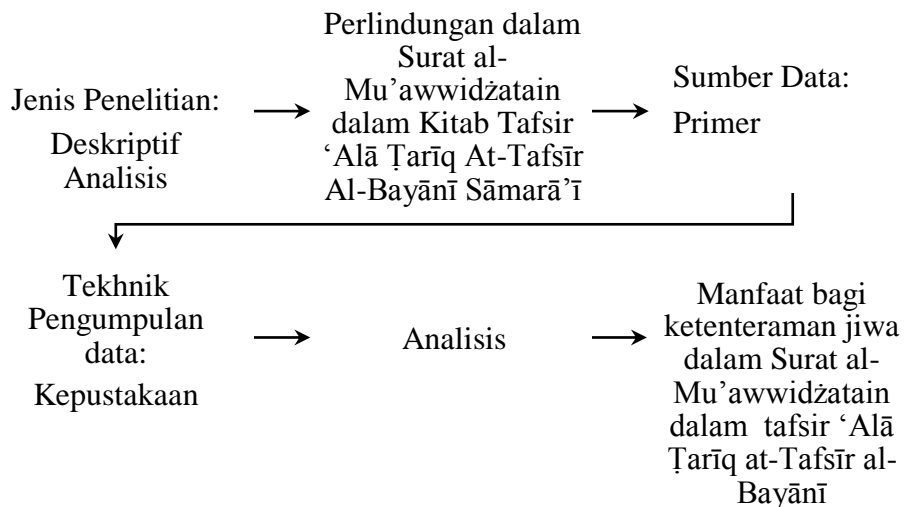 Jenis Penelitian:
Deskriptif
Analisis
Perlindungan dalam
Surat al-
Mu’awwidżatain
dalam Kitab Tafsir
‘Alā Ṭarīq At-Tafsīr
Al-Bayānī Sāmarā’ī
Sumber Data:
Primer
Tekhnik
Pengumpulan
data:
Kepustakaan
Analisis
Manfaat bagi
ketenteraman jiwa
dalam Surat al-
Mu’awwidżatain
dalam tafsir ‘Alā
Ṭarīq at-Tafsīr al-
Bayānī